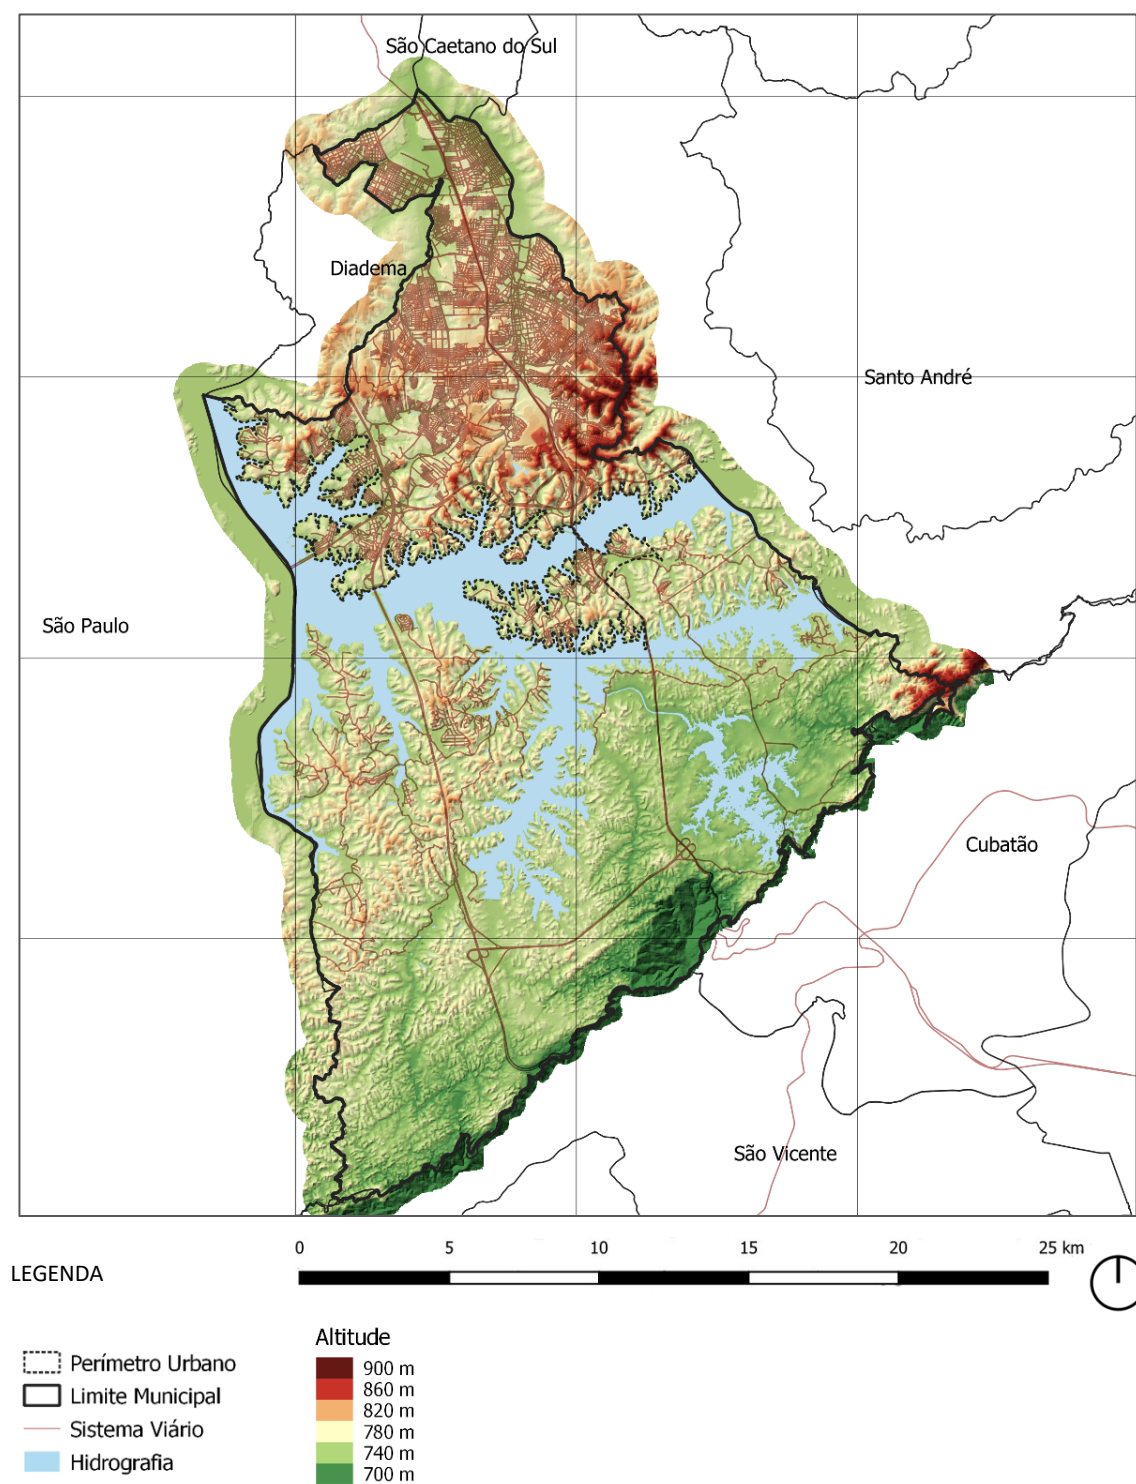 São Caetano do Sul
Diadema
Santo André
São Paulo
Cubatão
São Vicente
0 5 10 15 20 25 km
LEGENDA
Perímetro Urbano
Limite Municipal
Sistema Viário
Hidrografia
Altitude
900 m
860 m
820 m
780 m
740 m
700 m